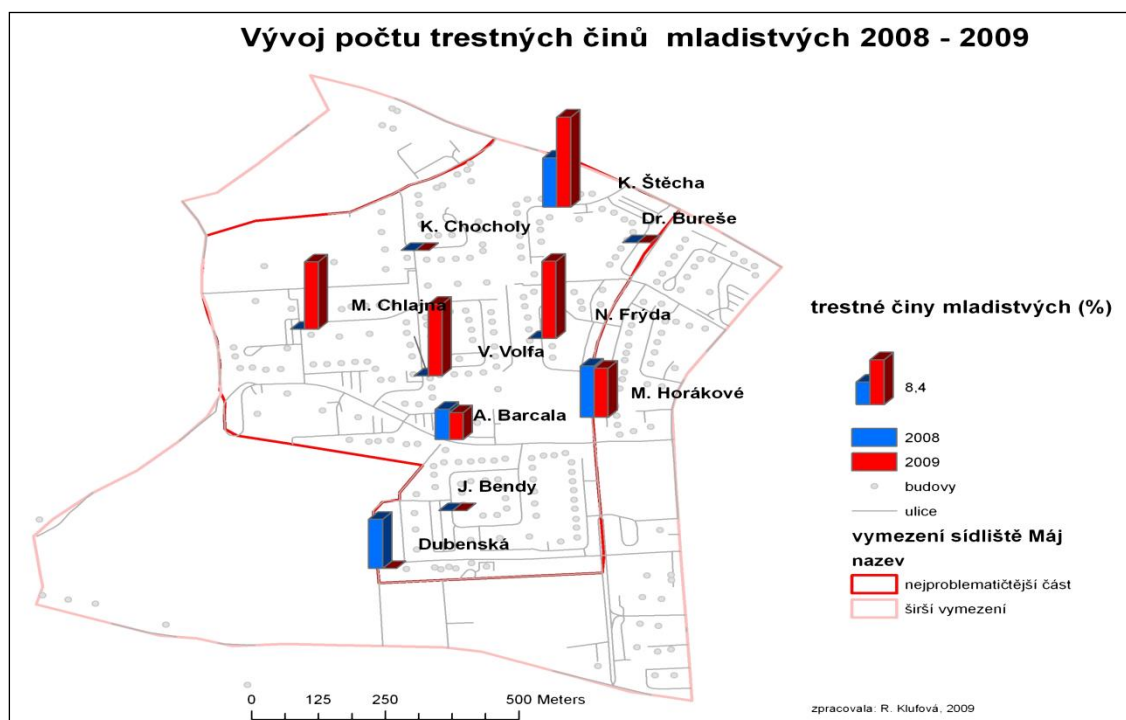 Vývoj počtu trestných činů mladistvých 2008 - 2009
K. Štěcha
Dr. Bureše
K. Chocholy
M. Chlajna
N. Frýda
V. Volfa
M. Horákové
A. Barcala
J. Bendy
Dubenská
trestné činy mladistvých (%)
8,4
2008
2009
budovy
ulice
vymezení sídliště Máj
nazev
nejproblematičtější část
širší vymezení
0 125 250 500 Meters
zpracovala: R. Klufová, 2009